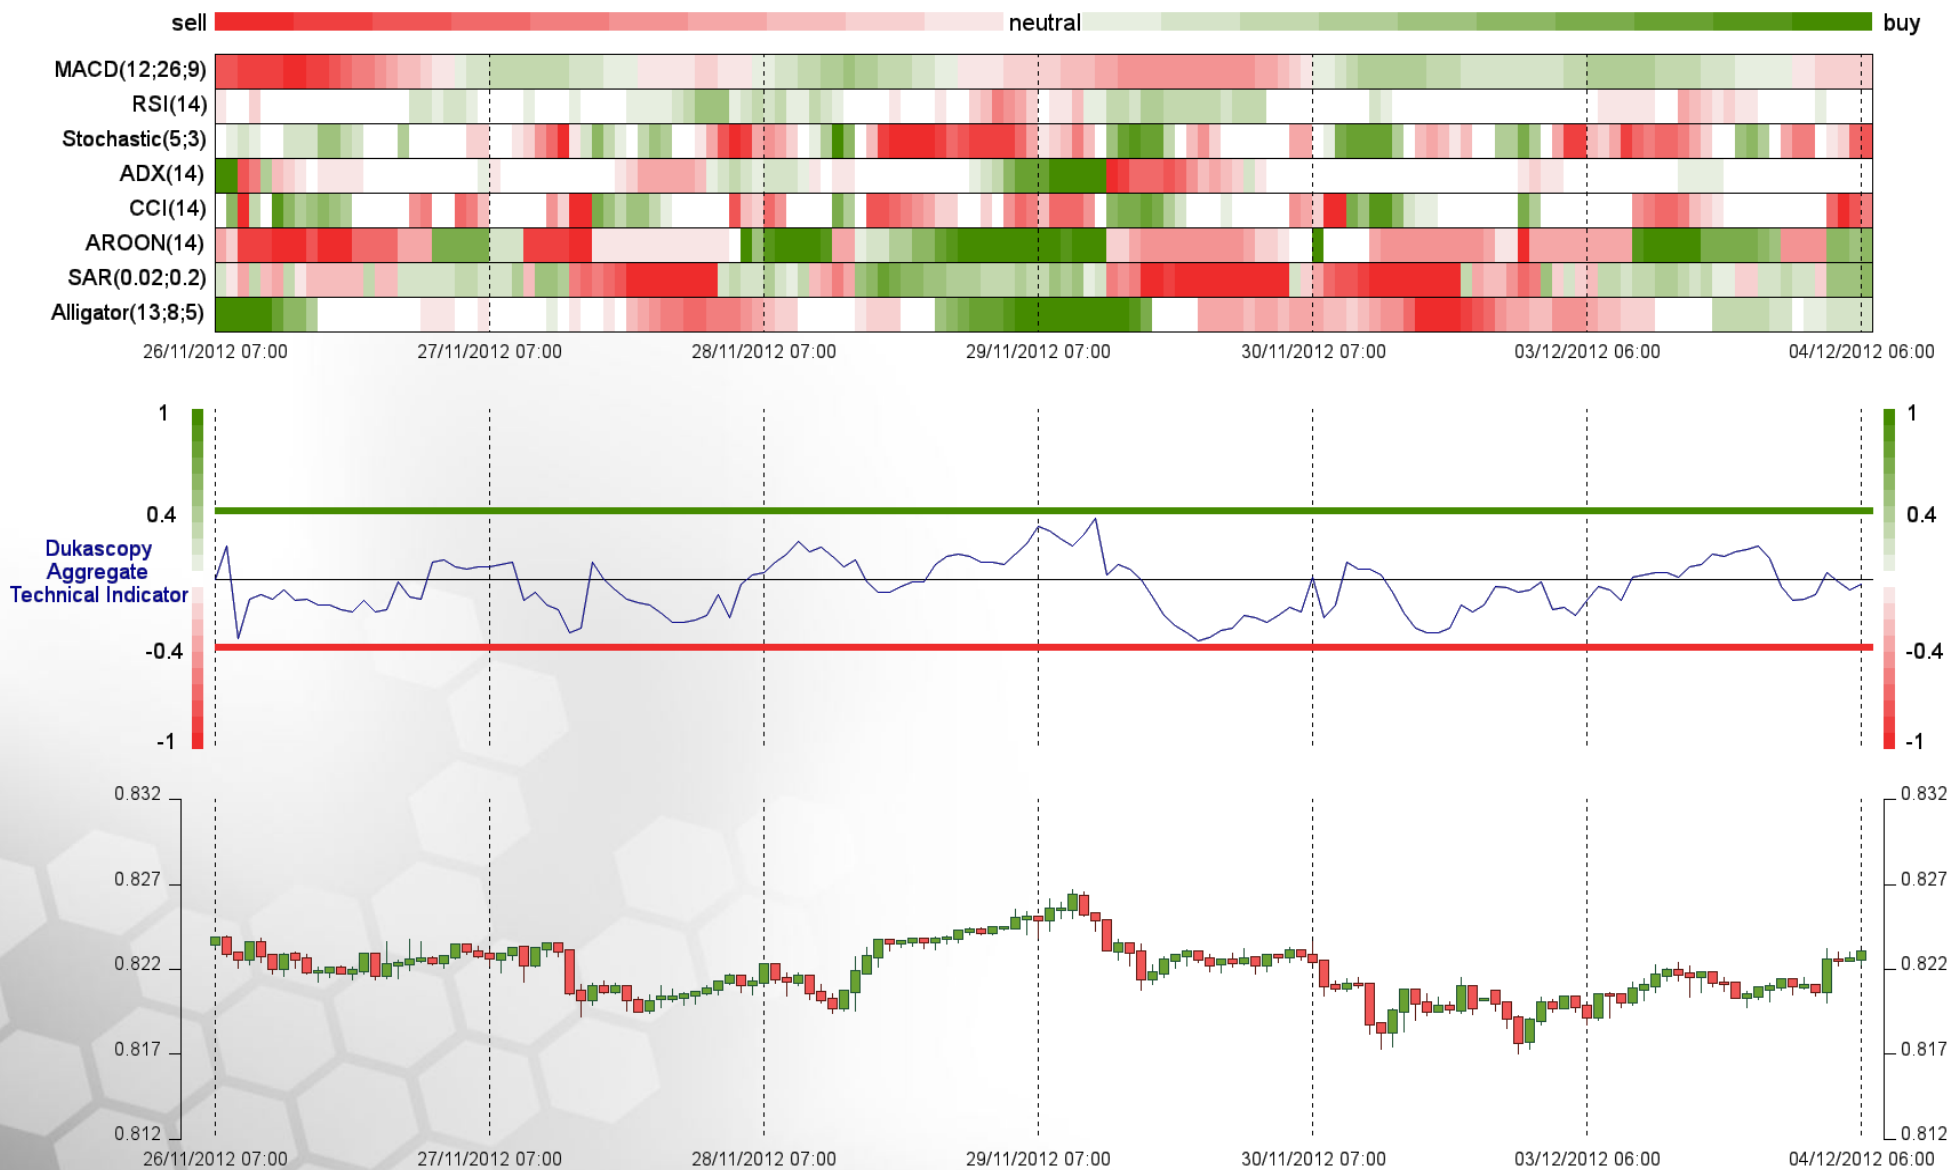 sell neutral buy
MACD(12;26;9)
RSI(14)
Stochastic(5;3)
ADX(14)
CCI(14)
AROON(14)
SAR(0.02;0.2)
Alligator(13;8;5)
26/11/2012 07:00 27/11/2012 07:00 28/11/2012 07:00 29/11/2012 07:00 30/11/2012 07:00 03/12/2012 06:00 04/12/2012 06:00
1 1
0.4 0.4
Dukascopy
Aggregate
Technical Indicator
-0.4 -0.4
-1 -1
0.832 0.832
0.827 0.827
0.822 0.822
0.817 0.817
0.812 0.812
26/11/2012 07:00 27/11/2012 07:00 28/11/2012 07:00 29/11/2012 07:00 30/11/2012 07:00 03/12/2012 06:00 04/12/2012 06:00